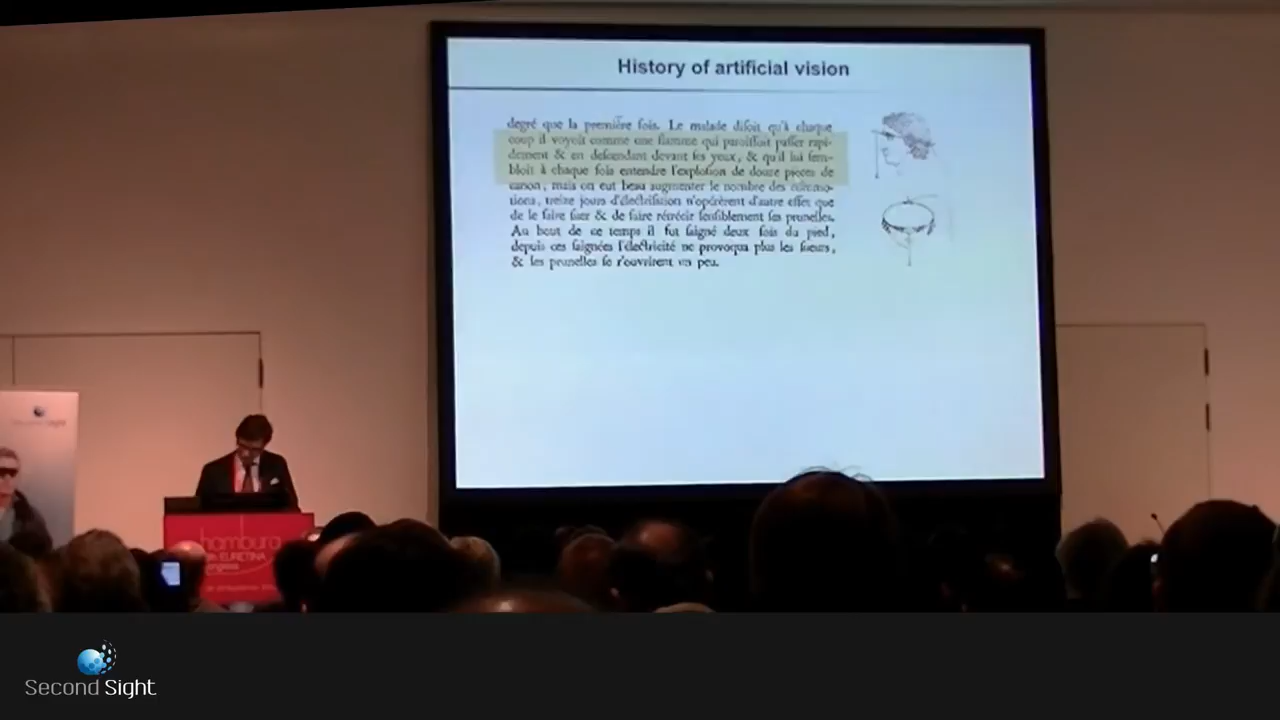 History of artificial vision
degré que la première fois. Le malade diſoit qu'à chaque
coup il voyoit comme une flamme qui paroiſſoit paſſer rapi-
dement & en deſcendant devant ſes yeux, & qu'il lui ſem-
bloit à chaque fois entendre l'exploſion de douze pieces de
canon; mais on eut beau augmenter le nombre des commo-
tions, treize jours d'électriſation n'opérèrent d'autre effet que
de le faire ſuer & de faire rétrécir ſenſiblement ſes prunelles.
Au bout de ce temps il fut ſaigné deux fois du pied,
depuis ces ſaignées l'électricité ne provoqua plus les ſueurs,
& les prunelles ſe r'ouvrirent un peu.
Second Sight
hamburg
EURETINA
Second Sight